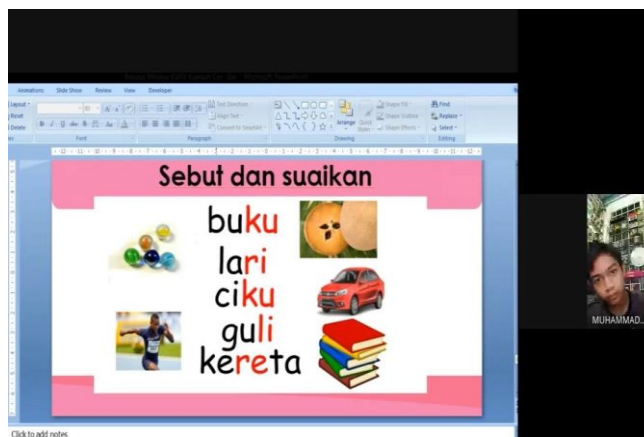 Animations Slide Show Review View Developer
Layout
Reset
Delete
Text Direction
Align Text
Convert to SmartArt
Arrange
Quick Styles
Shape Fill
Shape Outline
Shape Effects
Find
Replace
Select
Font Paragraph Drawing Editing
Sebut dan suaikan
buku
lari
ciku
guli
kereta
MUHAMMAD...
Click to add notes